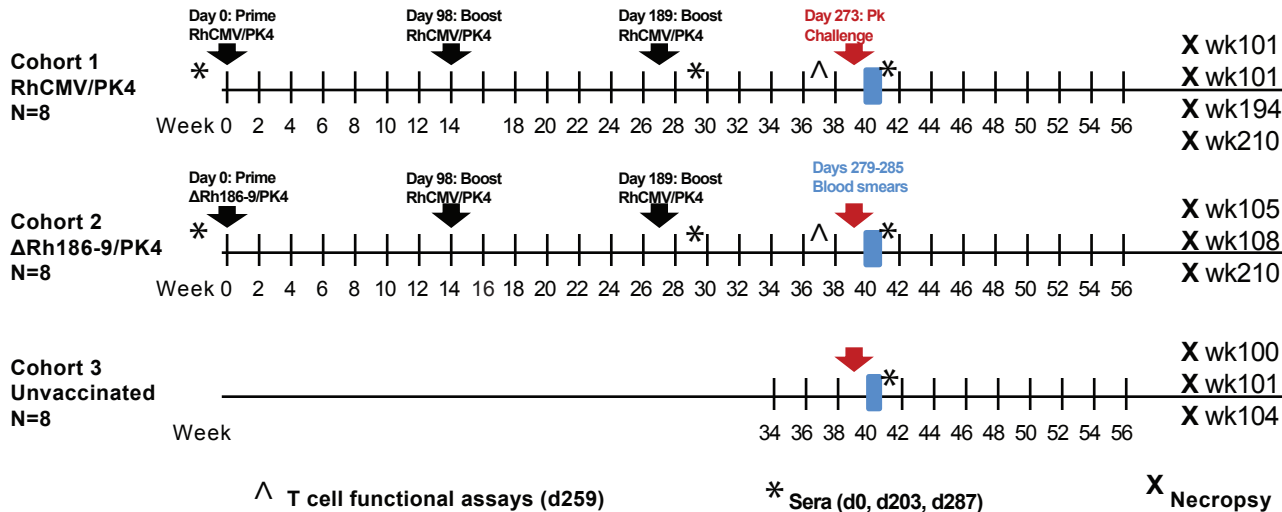 Day 0: Prime
RhCMV/PK4
Day 98: Boost
RhCMV/PK4
Day 189: Boost
RhCMV/PK4
Day 273: Pk
Challenge
Cohort 1
RhCMV/PK4
N=8
* * ^ *
Week 0 2 4 6 8 10 12 14 18 20 22 24 26 28 30 32 34 36 38 40 42 44 46 48 50 52 54 56
X wk101
X wk101
X wk194
X wk210
Day 0: Prime
ΔRh186-9/PK4
Day 98: Boost
RhCMV/PK4
Day 189: Boost
RhCMV/PK4
Days 279-285
Blood smears
Cohort 2
ΔRh186-9/PK4
N=8
* * ^ *
Week 0 2 4 6 8 10 12 14 16 18 20 22 24 26 28 30 32 34 36 38 40 42 44 46 48 50 52 54 56
X wk105
X wk108
X wk210
Cohort 3
Unvaccinated
N=8
*
Week 34 36 38 40 42 44 46 48 50 52 54 56
X wk100
X wk101
X wk104
^ T cell functional assays (d259)
* Sera (d0, d203, d287)
X Necropsy